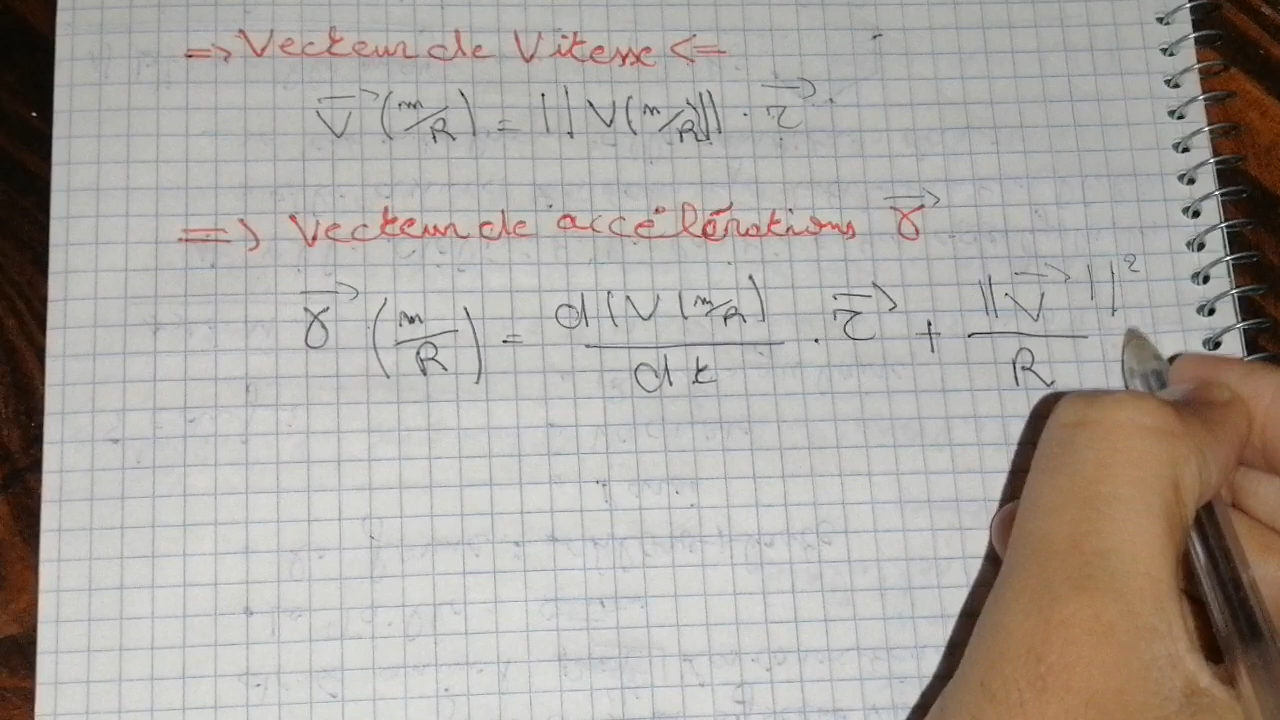 => Vecteur de Vitesse <=
V⃗ (m/R) = ||V(m/R)|| . τ⃗
=> Vecteur de accélérations γ⃗
γ⃗ (m/R) = d(V(m/R)/dt . τ⃗ + ||V⃗||²/R